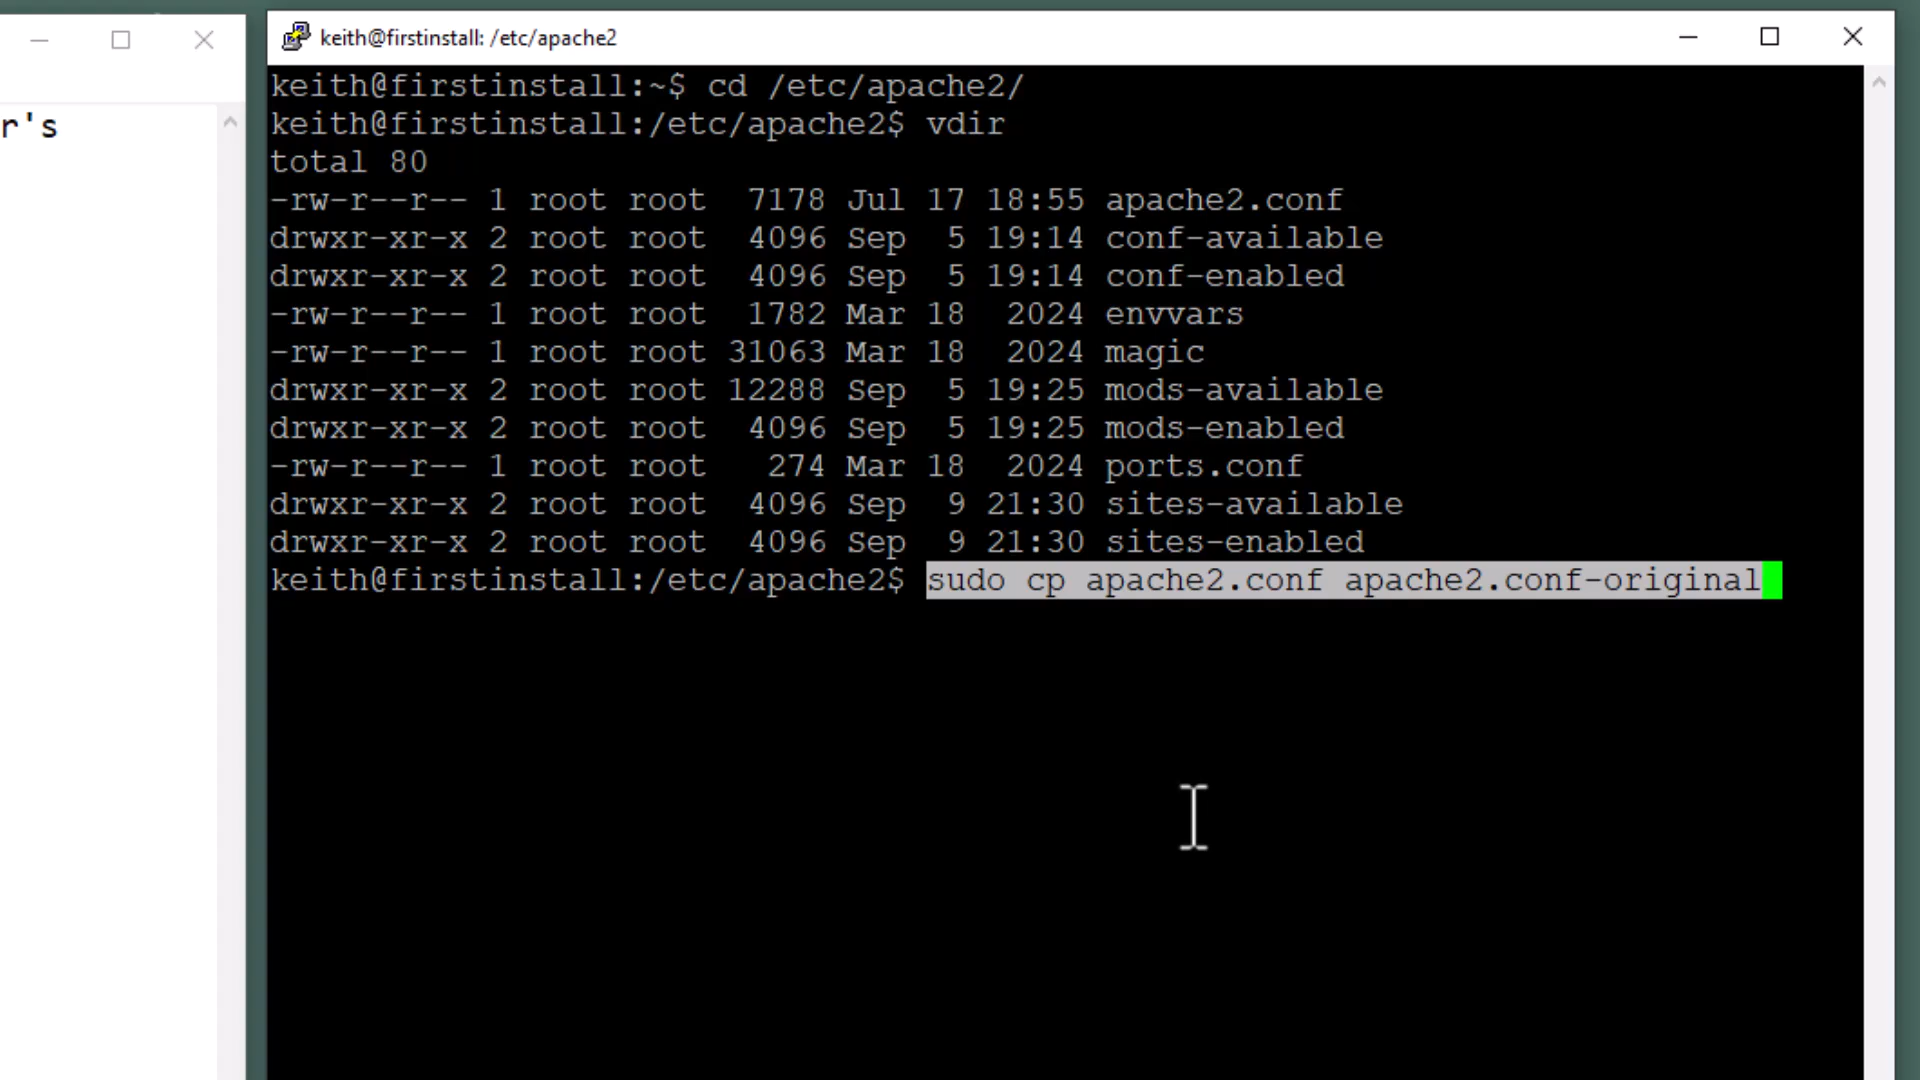 keith@firstinstall: /etc/apache2
r's
keith@firstinstall:~$ cd /etc/apache2/
keith@firstinstall:/etc/apache2$ vdir
total 80
-rw-r--r-- 1 root root  7178 Jul 17 18:55 apache2.conf
drwxr-xr-x 2 root root  4096 Sep  5 19:14 conf-available
drwxr-xr-x 2 root root  4096 Sep  5 19:14 conf-enabled
-rw-r--r-- 1 root root  1782 Mar 18  2024 envvars
-rw-r--r-- 1 root root 31063 Mar 18  2024 magic
drwxr-xr-x 2 root root 12288 Sep  5 19:25 mods-available
drwxr-xr-x 2 root root  4096 Sep  5 19:25 mods-enabled
-rw-r--r-- 1 root root   274 Mar 18  2024 ports.conf
drwxr-xr-x 2 root root  4096 Sep  9 21:30 sites-available
drwxr-xr-x 2 root root  4096 Sep  9 21:30 sites-enabled
keith@firstinstall:/etc/apache2$ sudo cp apache2.conf apache2.conf-original